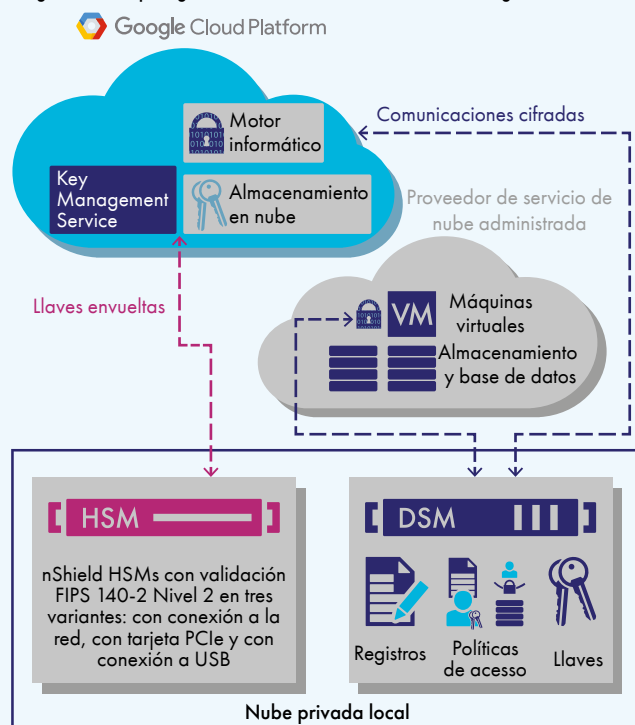 Google Cloud Platform
Motor
informático
Key
Management
Service
Almacenamiento
en nube
Comunicaciones cifradas
Proveedor de servicio de
nube administrada
Llaves envueltas
VM
Máquinas
virtuales
Almacenamiento
y base de datos
HSM
nShield HSMs con validación
FIPS 140-2 Nivel 2 en tres
variantes: con conexión a la
red, con tarjeta PCIe y con
conexión a USB
DSM
Registros
Políticas
de acesso
Llaves
Nube privada local